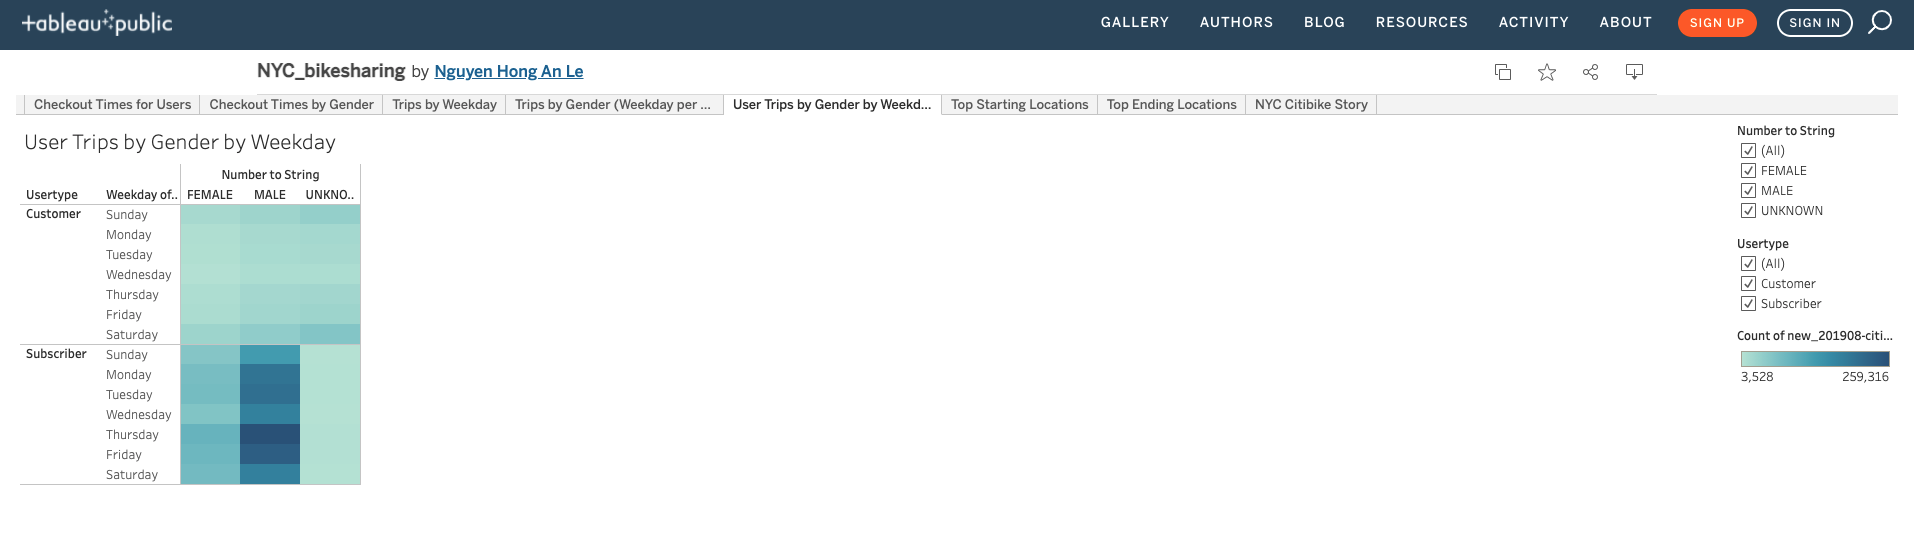 +ableau public
GALLERY AUTHORS BLOG RESOURCES ACTIVITY ABOUT SIGN UP SIGN IN
NYC_bikesharing by Nguyen Hong An Le
Checkout Times for Users Checkout Times by Gender Trips by Weekday Trips by Gender (Weekday per ... User Trips by Gender by Weekd... Top Starting Locations Top Ending Locations NYC Citibike Story
User Trips by Gender by Weekday
Number to String
Usertype Weekday of.. FEMALE MALE UNKNO..
Customer Sunday
Monday
Tuesday
Wednesday
Thursday
Friday
Saturday
Subscriber Sunday
Monday
Tuesday
Wednesday
Thursday
Friday
Saturday
Number to String
(All)
FEMALE
MALE
UNKNOWN
Usertype
(All)
Customer
Subscriber
Count of new_201908-citi...
3,528 259,316